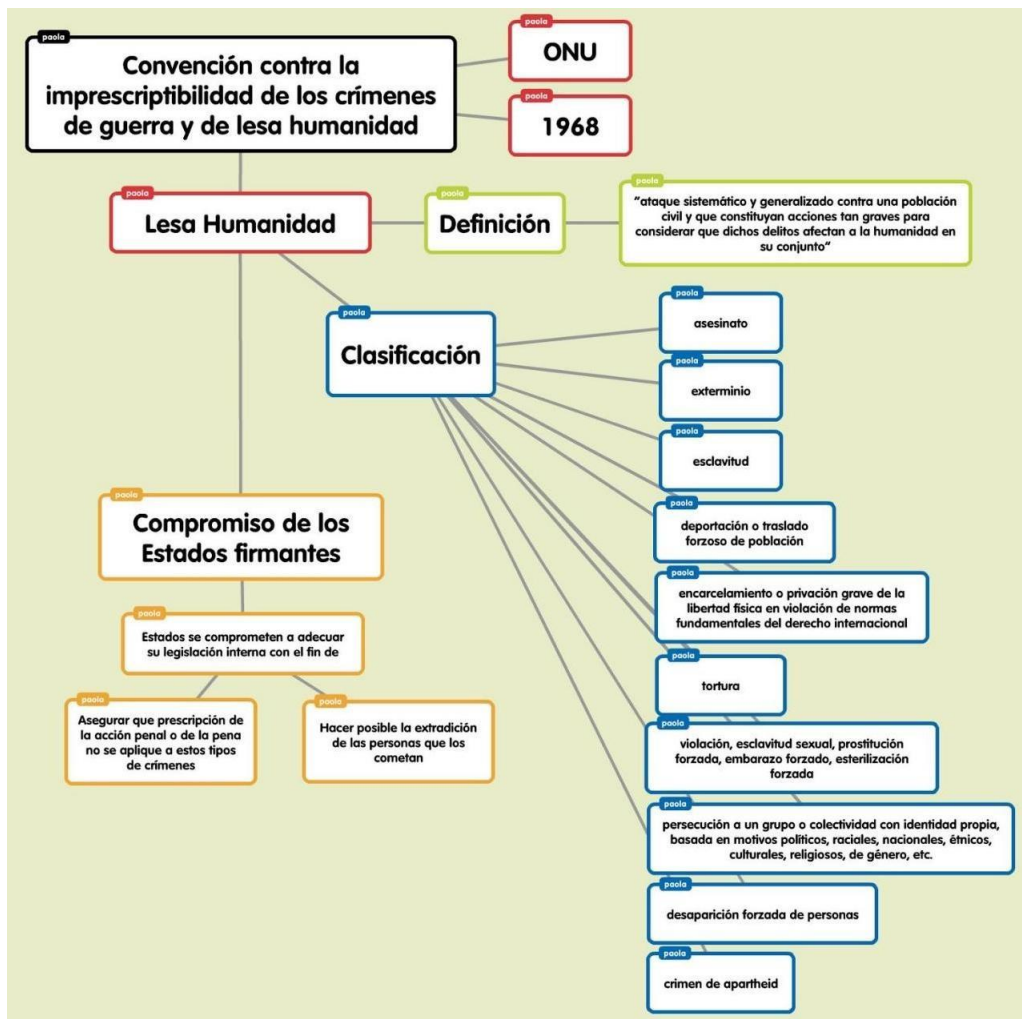 paola
Convención contra la
imprescriptibilidad de los crímenes
de guerra y de lesa humanidad
paola
ONU
paola
1968
paola
Lesa Humanidad
paola
Definición
paola
"ataque sistemático y generalizado contra una población
civil y que constituyan acciones tan graves para
considerar que dichos delitos afectan a la humanidad en
su conjunto"
paola
Clasificación
paola
asesinato
paola
exterminio
paola
esclavitud
paola
deportación o traslado
forzoso de población
paola
encarcelamiento o privación grave de la
libertad física en violación de normas
fundamentales del derecho internacional
paola
tortura
paola
violación, esclavitud sexual, prostitución
forzada, embarazo forzado, esterilización
forzada
paola
persecución a un grupo o colectividad con identidad propia,
basada en motivos políticos, raciales, nacionales, étnicos,
culturales, religiosos, de género, etc.
paola
desaparición forzada de personas
paola
crimen de apartheid
paola
Compromiso de los
Estados firmantes
paola
Estados se comprometen a adecuar
su legislación interna con el fin de
paola
Asegurar que prescripción de
la acción penal o de la pena
no se aplique a estos tipos
de crímenes
paola
Hacer posible la extradición
de las personas que los
cometan